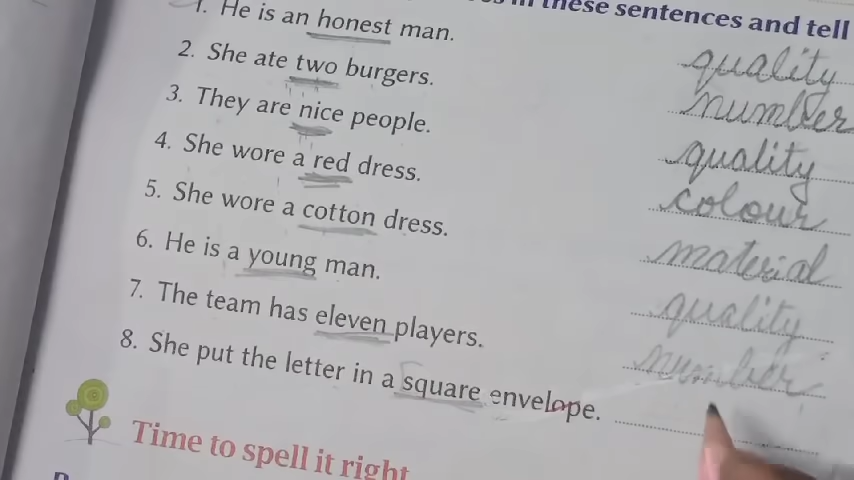 in these sentences and tell
1. He is an honest man. quality
2. She ate two burgers. number
3. They are nice people. quality
4. She wore a red dress. colour
5. She wore a cotton dress. material
6. He is a young man. quality
7. The team has eleven players. number
8. She put the letter in a square envelope.
Time to spell it right